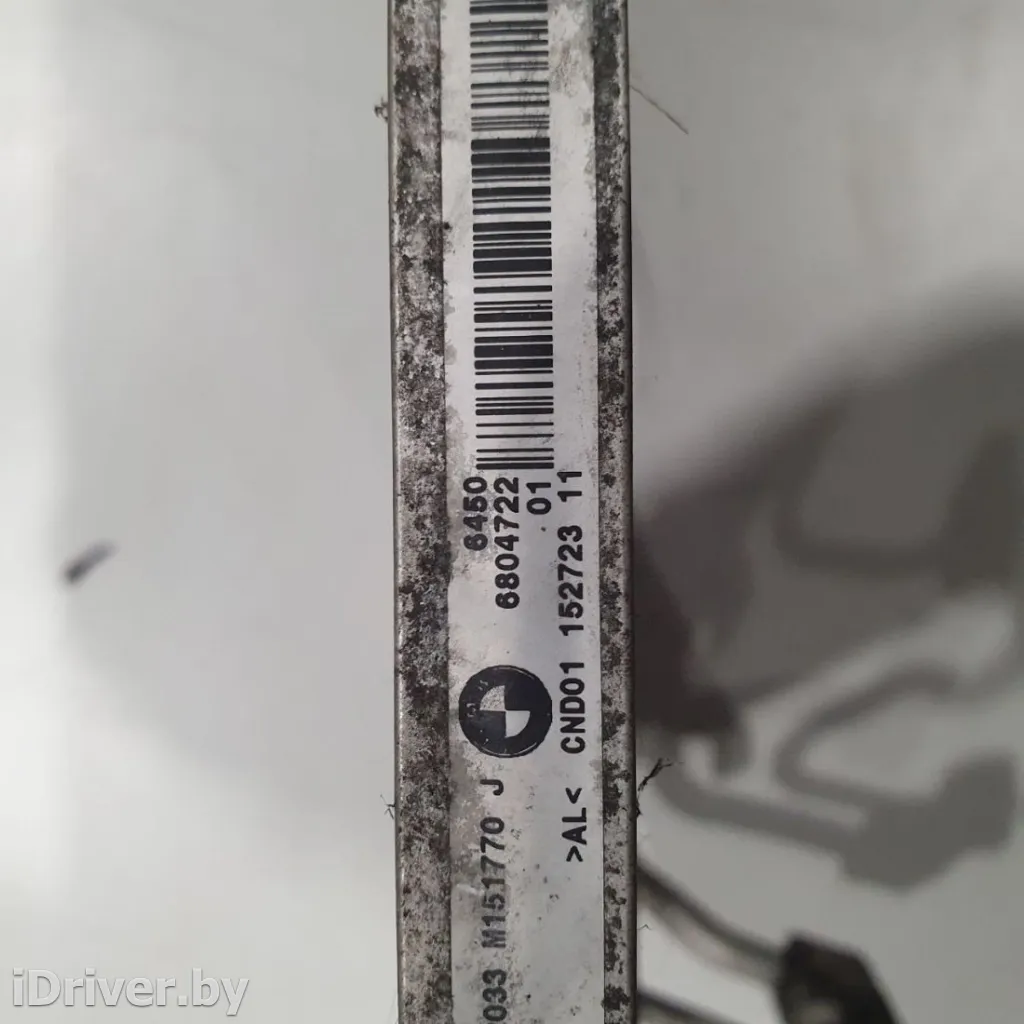 6450
6804722
01
CND01 152723 11
>AL<
033 M151770 J
iDriver.by